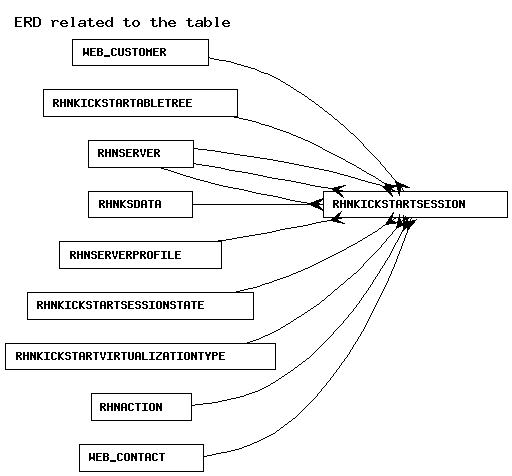 ERD related to the table
WEB_CUSTOMER
RHNKICKSTARTABLETREE
RHNSERVER
RHNKSDATA
RHNKICKSTARTSESSION
RHNSERVERPROFILE
RHNKICKSTARTSESSIONSTATE
RHNKICKSTARTVIRTUALIZATIONTYPE
RHNACTION
WEB_CONTACT